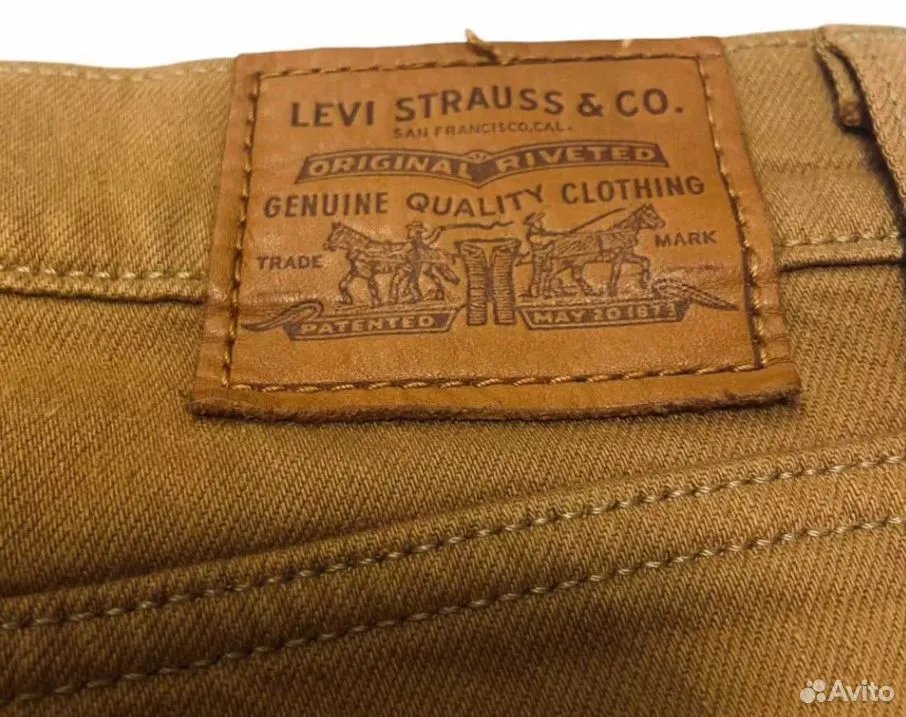 LEVI STRAUSS & CO.
SAN FRANCISCO, CAL.
ORIGINAL RIVETED
GENUINE QUALITY CLOTHING
TRADE MARK
PATENTED MAY 20 1873
Avito